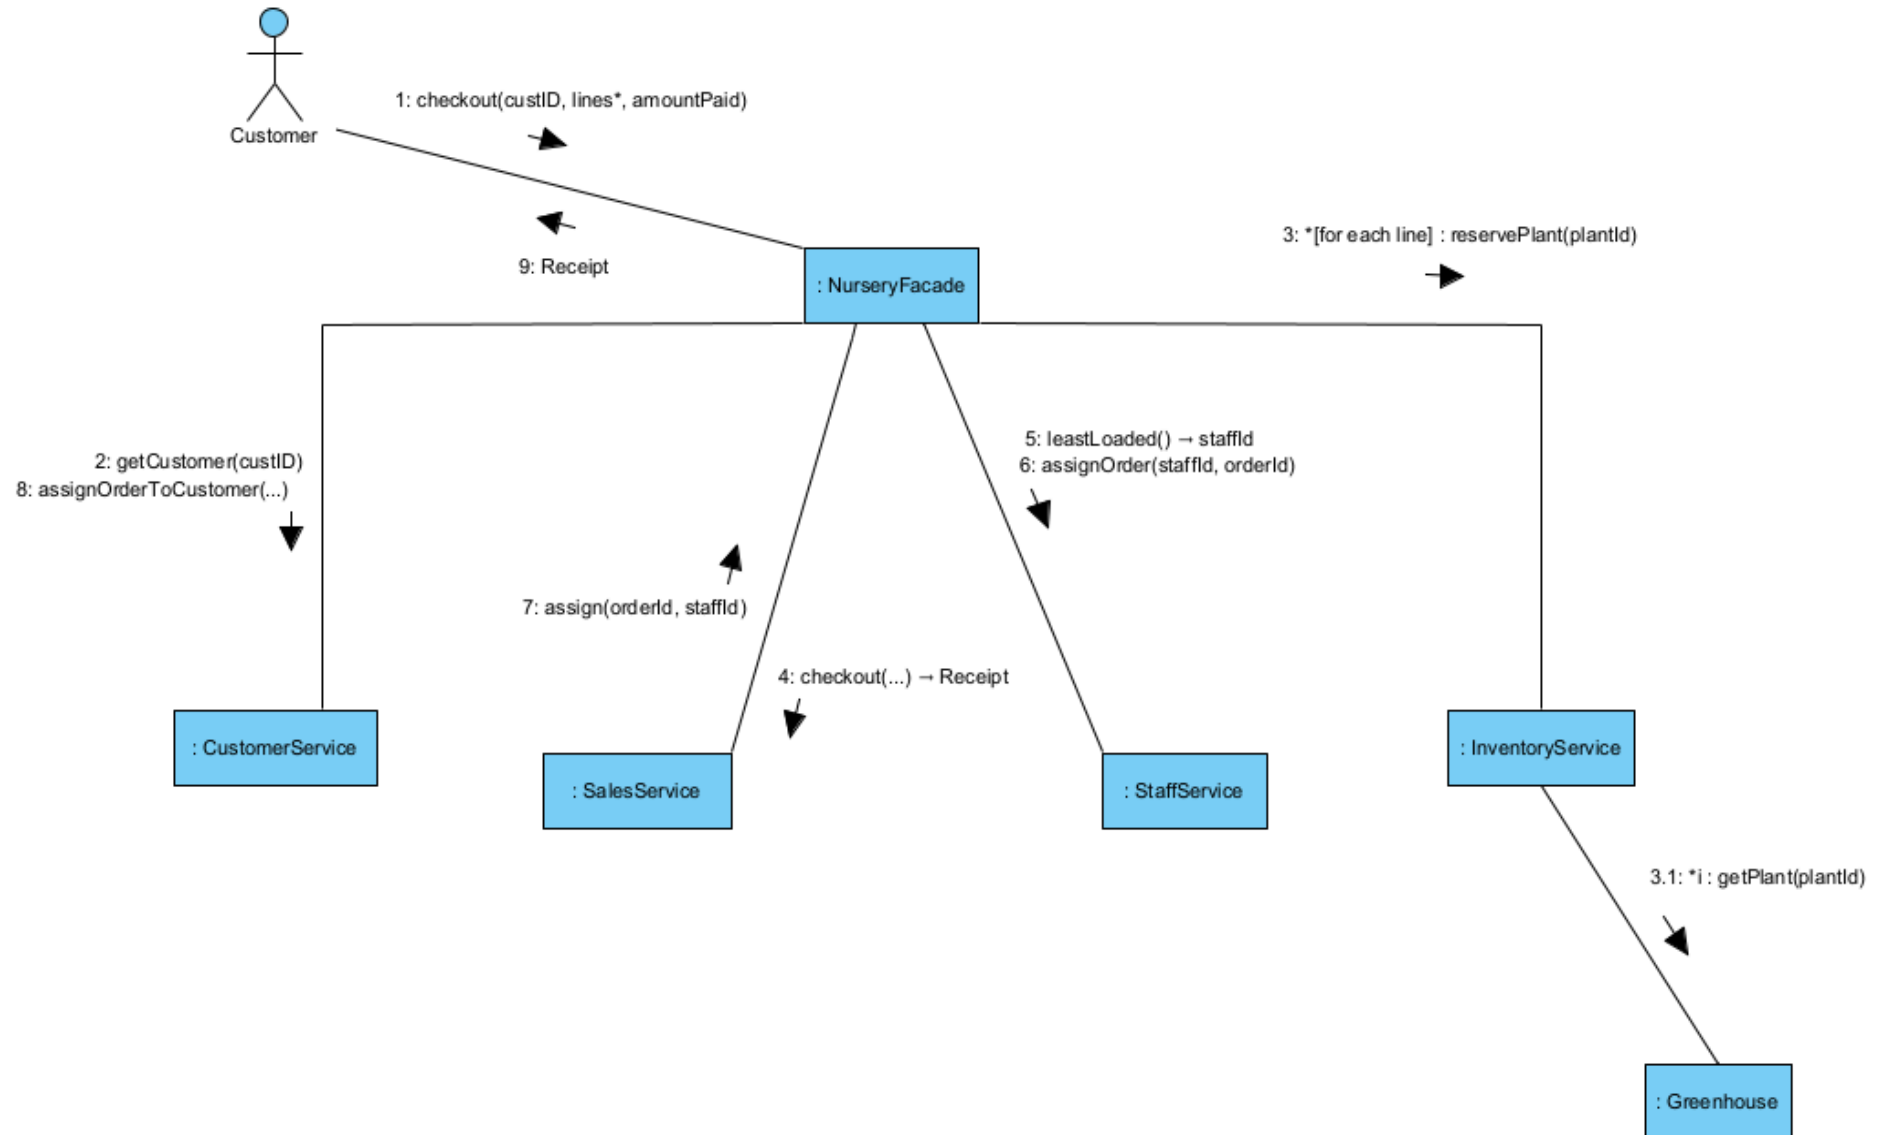 Customer
1: checkout(custID, lines*, amountPaid)
9: Receipt
: NurseryFacade
3: *[for each line] : reservePlant(plantId)
2: getCustomer(custID)
8: assignOrderToCustomer(...)
5: leastLoaded() → staffId
6: assignOrder(staffId, orderId)
7: assign(orderId, staffId)
4: checkout(...) → Receipt
: CustomerService
: SalesService
: StaffService
: InventoryService
3.1: *i : getPlant(plantId)
: Greenhouse